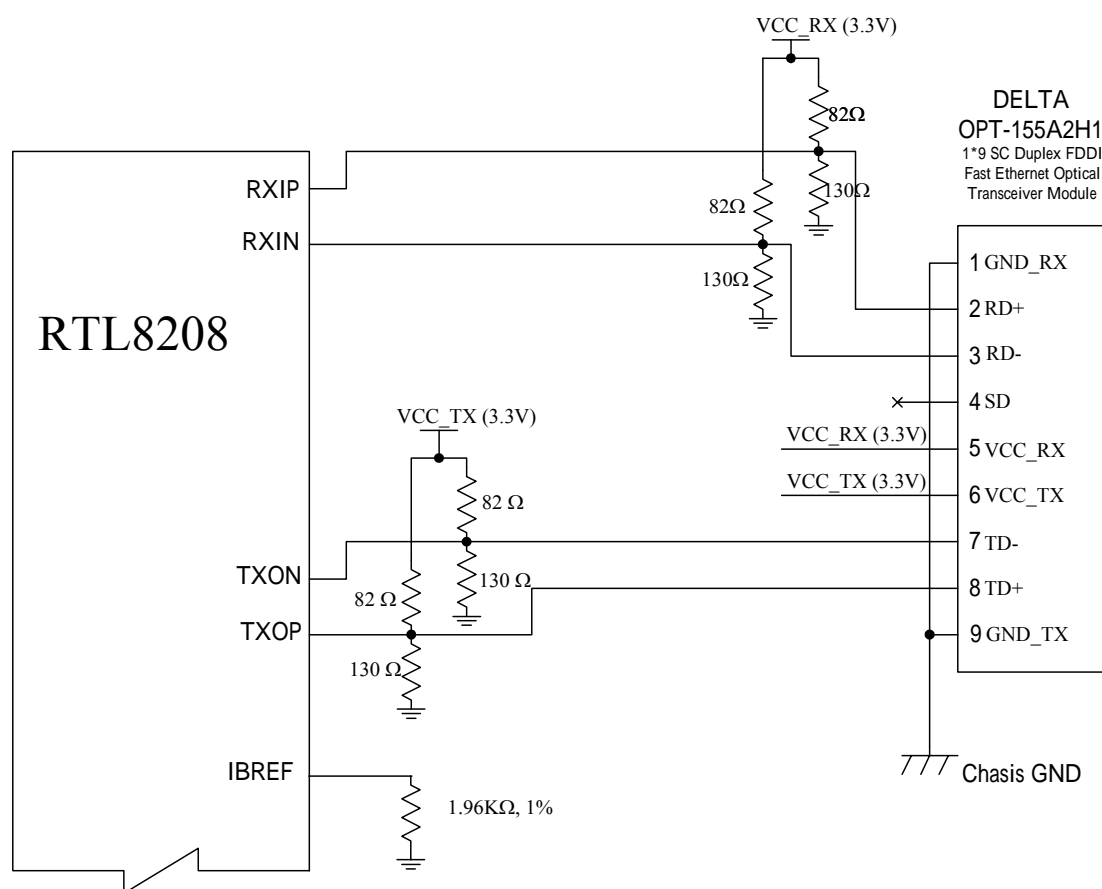 VCC_RX (3.3V)
DELTA
OPT-155A2H1
1*9 SC Duplex FDDI
Fast Ethernet Optical
Transceiver Module
82Ω
130Ω
82Ω
130Ω
RXIP
RXIN
RTL8208
1 GND_RX
2 RD+
3 RD-
4 SD
VCC_RX (3.3V)
5 VCC_RX
VCC_TX (3.3V)
6 VCC_TX
7 TD-
8 TD+
9 GND_TX
VCC_TX (3.3V)
82 Ω
130 Ω
82 Ω
130 Ω
TXON
TXOP
IBREF
1.96KΩ, 1%
Chasis GND